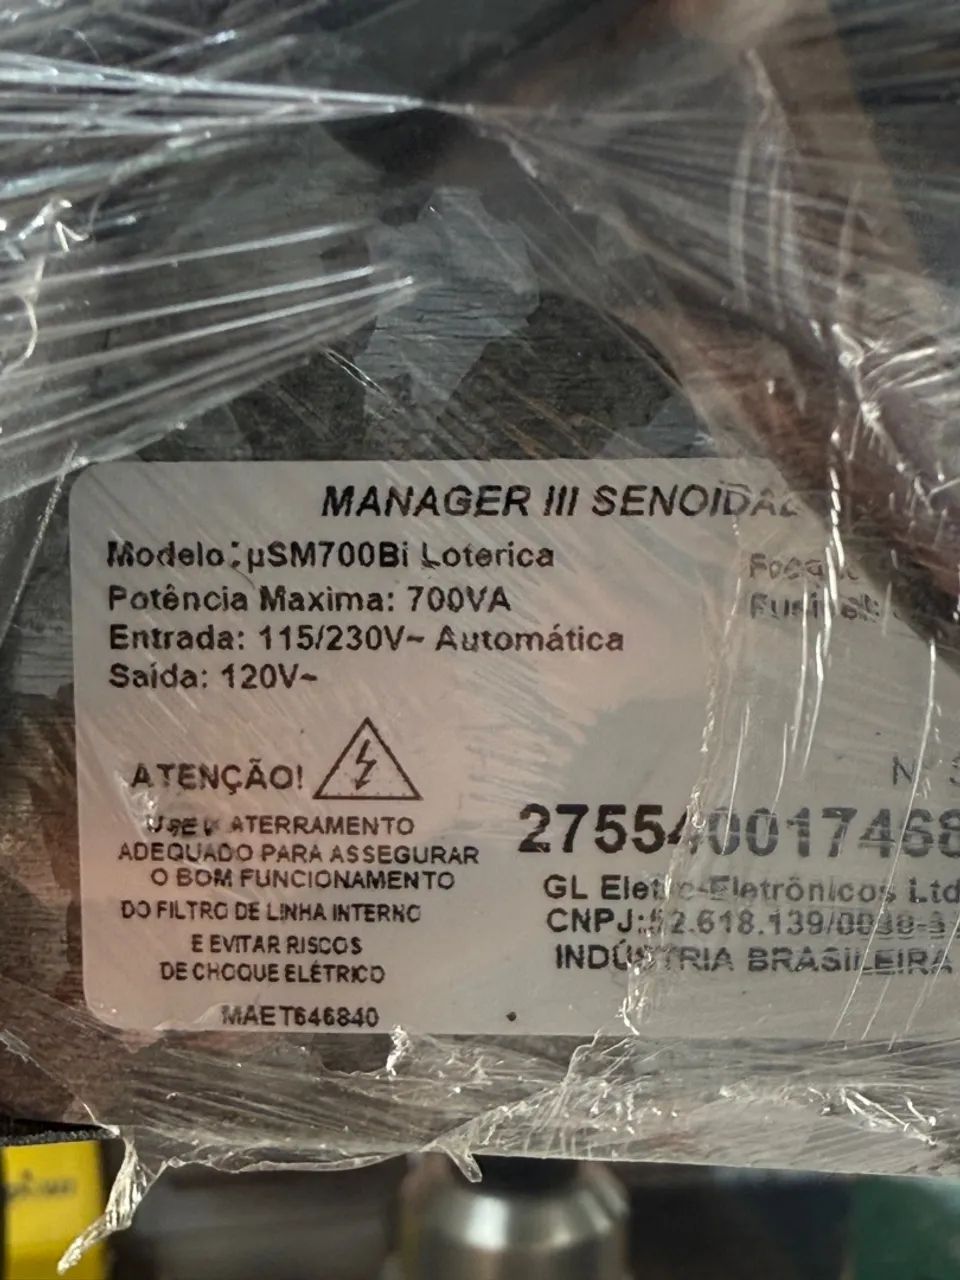 MANAGER III SENOIDAL
Modelo: µSM700Bi Loterica
Potência Maxima: 700VA
Entrada: 115/230V~ Automática
Saída: 120V~
ATENÇÃO!
ATERRAMENTO
ADEQUADO PARA ASSEGURAR
O BOM FUNCIONAMENTO
DO FILTRO DE LINHA INTERNO
E EVITAR RISCOS
DE CHOQUE ELÉTRICO
MAET646840
GL Eletro-Eletrônicos Ltd
CNPJ:
INDÚSTRIA BRASILEIRA